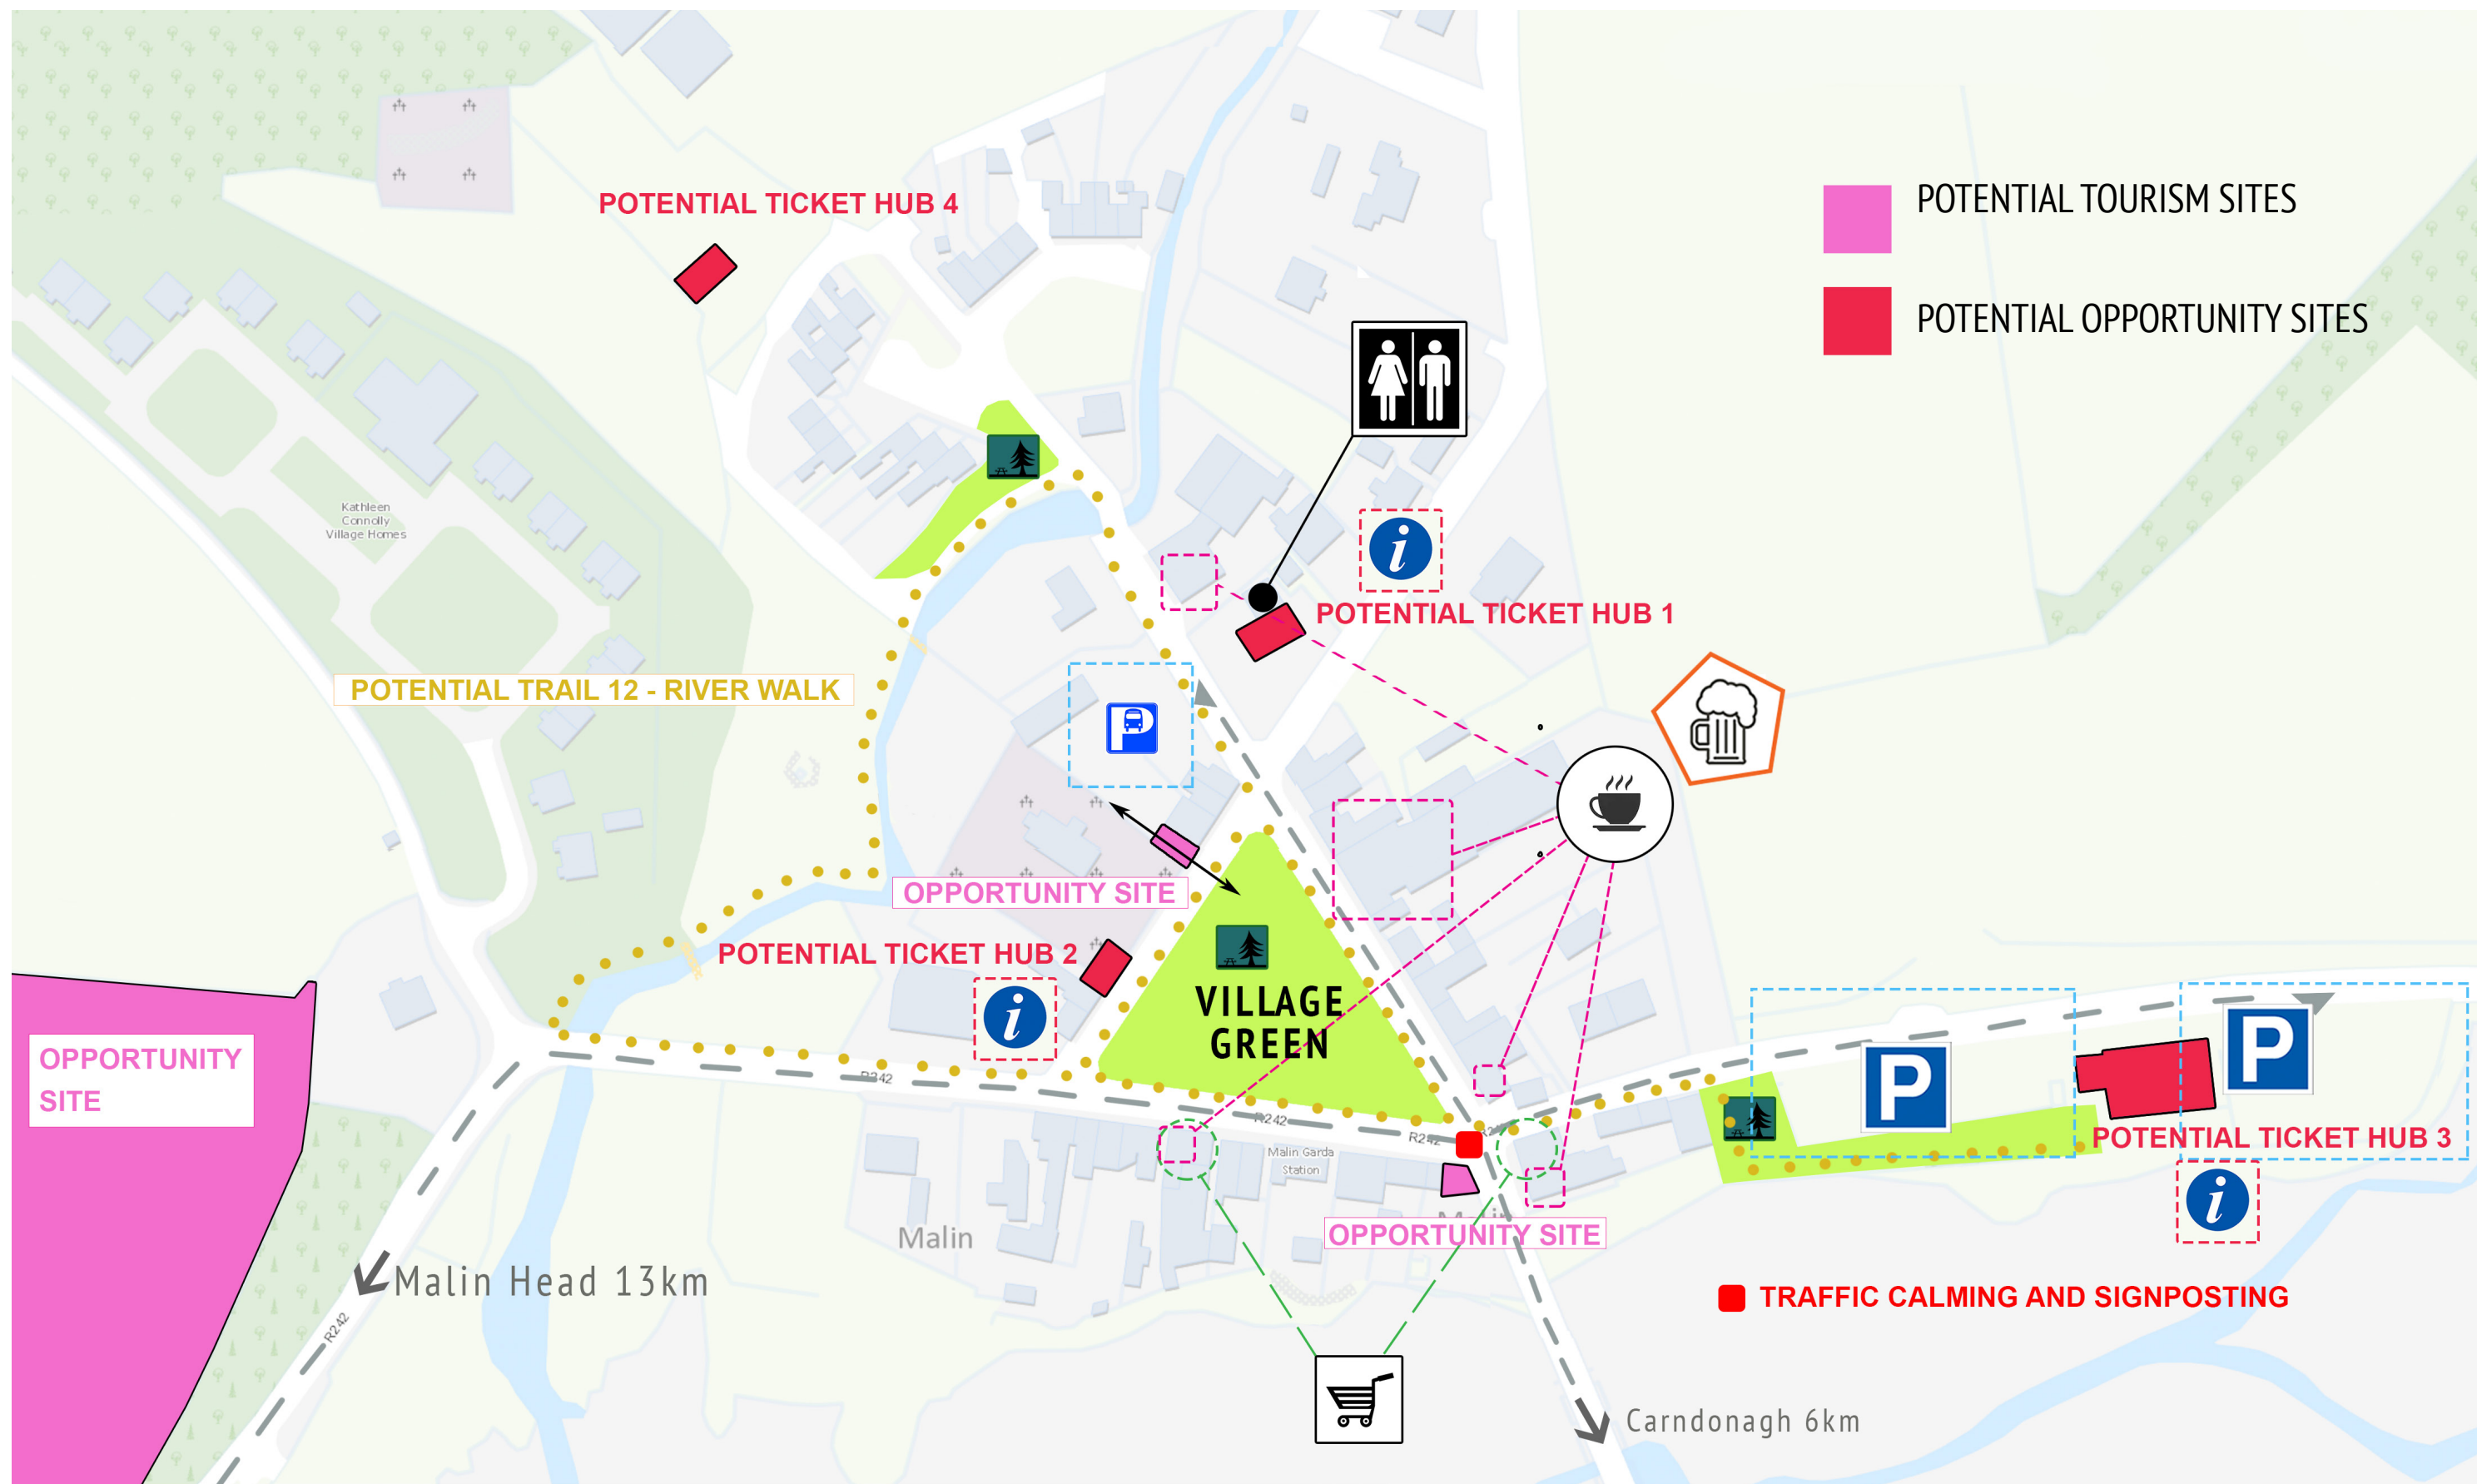 POTENTIAL TICKET HUB 4
POTENTIAL TOURISM SITES
POTENTIAL OPPORTUNITY SITES
Kathleen
Connolly
Village Homes
i
POTENTIAL TICKET HUB 1
POTENTIAL TRAIL 12 - RIVER WALK
P
OPPORTUNITY SITE
POTENTIAL TICKET HUB 2
i
VILLAGE
GREEN
OPPORTUNITY
SITE
P
P
R242
R242
R242
Malin Garda
Station
POTENTIAL TICKET HUB 3
i
Malin
Malin
OPPORTUNITY SITE
Malin Head 13km
R242
TRAFFIC CALMING AND SIGNPOSTING
Carndonagh 6km